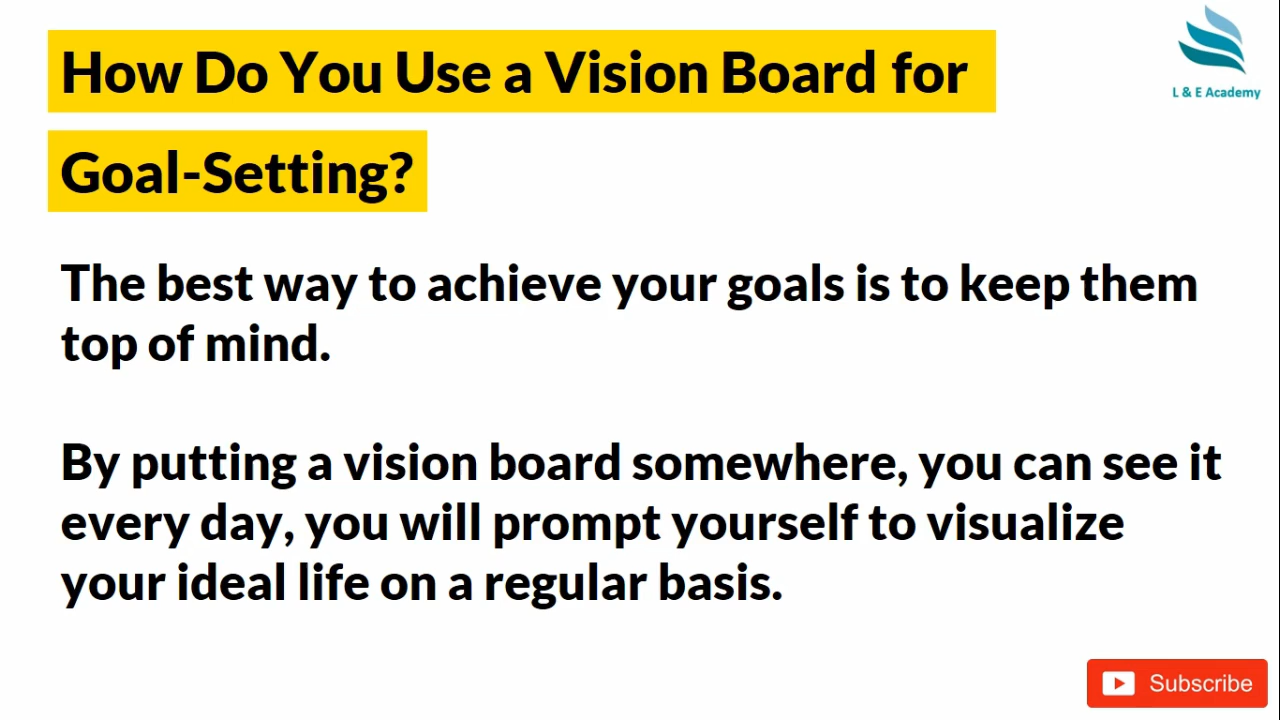 How Do You Use a Vision Board for
Goal-Setting?
L & E Academy
The best way to achieve your goals is to keep them
top of mind.
By putting a vision board somewhere, you can see it
every day, you will prompt yourself to visualize
your ideal life on a regular basis.
Subscribe